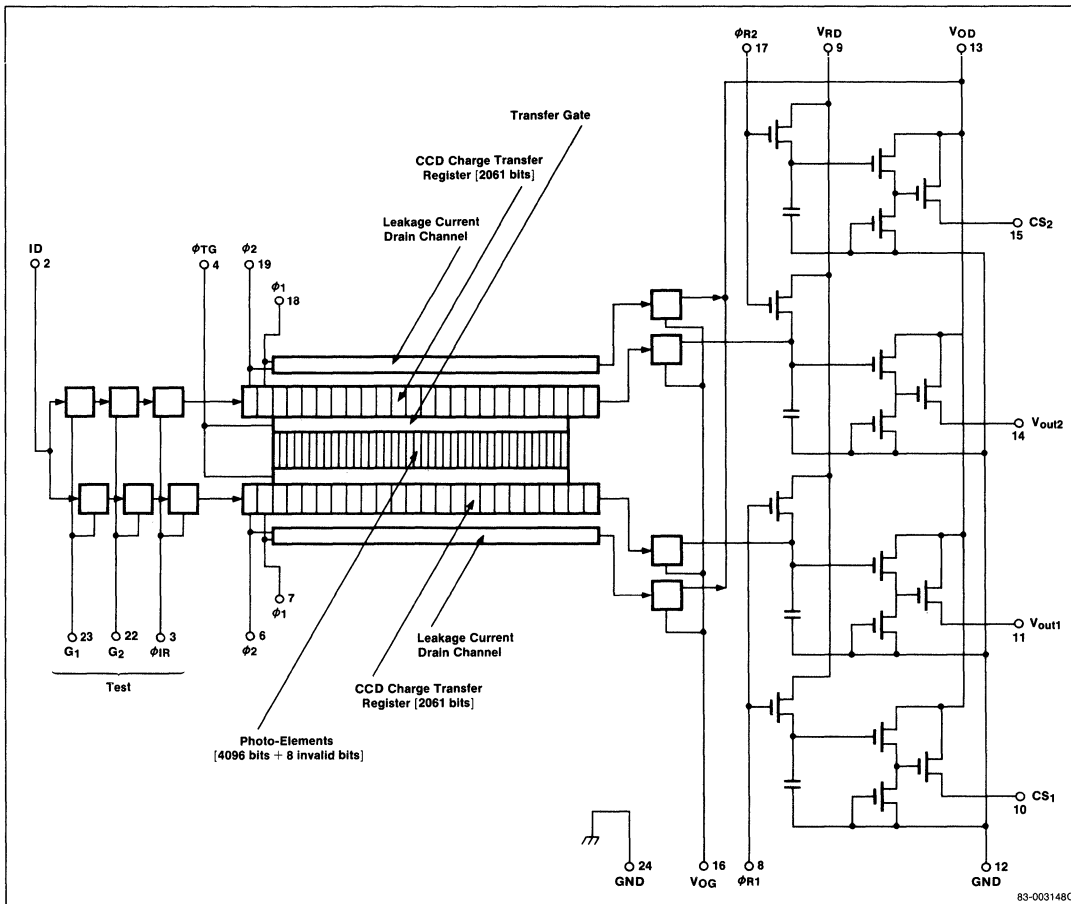 ϕR2
17
VRD
9
VOD
13
Transfer Gate
CCD Charge Transfer
Register [2061 bits]
Leakage Current
Drain Channel
ID
2
ϕTG
4
ϕ2
19
ϕ1
18
CS2
15
Vout2
14
Vout1
11
CS1
10
23
G1
22
G2
3
ϕIR
Test
6
ϕ2
7
ϕ1
Leakage Current
Drain Channel
CCD Charge Transfer
Register [2061 bits]
Photo-Elements
[4096 bits + 8 invalid bits]
24
GND
16
VOG
8
ϕR1
12
GND
83-003148C